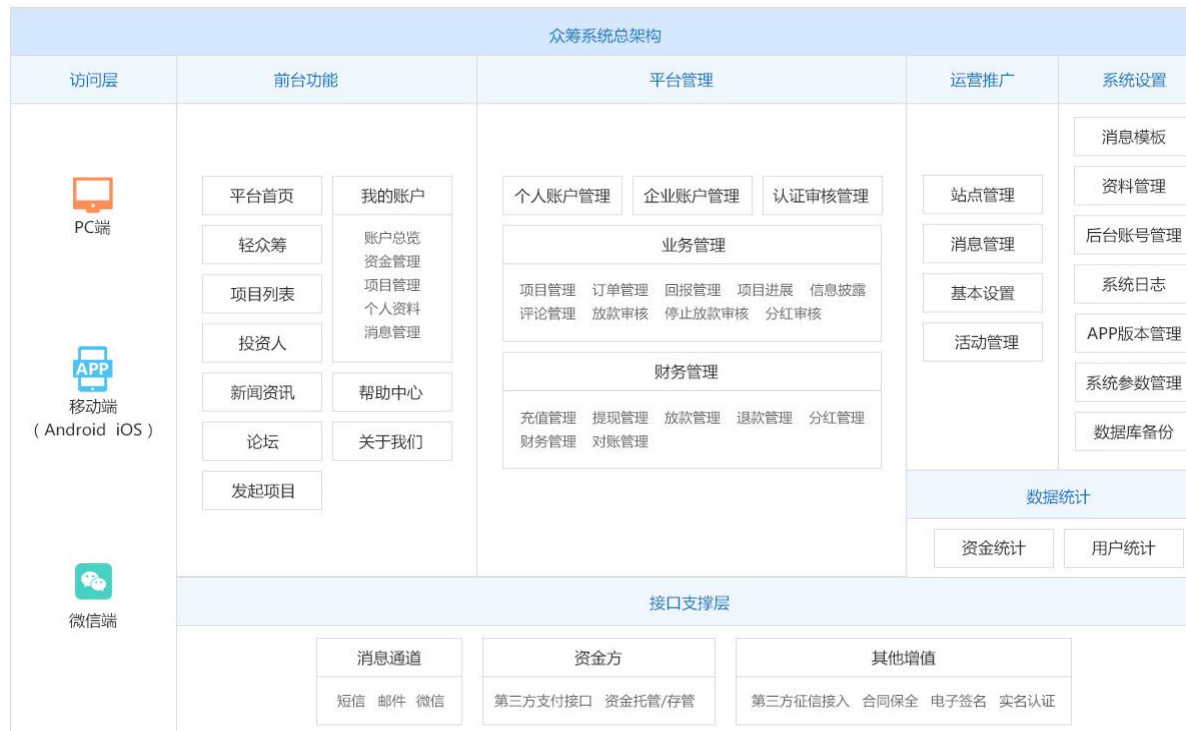 众筹系统总架构
访问层
前台功能
平台管理
运营推广
系统设置
PC端
APP
移动端
（Android iOS）
微信端
平台首页
轻众筹
项目列表
投资人
新闻资讯
论坛
发起项目
我的账户
账户总览
资金管理
项目管理
个人资料
消息管理
帮助中心
关于我们
个人账户管理
企业账户管理
认证审核管理
业务管理
项目管理 订单管理 回报管理 项目进展 信息披露
评论管理 放款审核 停止放款审核 分红审核
财务管理
充值管理 提现管理 放款管理 退款管理 分红管理
财务管理 对账管理
站点管理
消息管理
基本设置
活动管理
消息模板
资料管理
后台账号管理
系统日志
APP版本管理
系统参数管理
数据库备份
数据统计
资金统计
用户统计
接口支撑层
消息通道
短信 邮件 微信
资金方
第三方支付接口 资金托管/存管
其他增值
第三方征信接入 合同保全 电子签名 实名认证